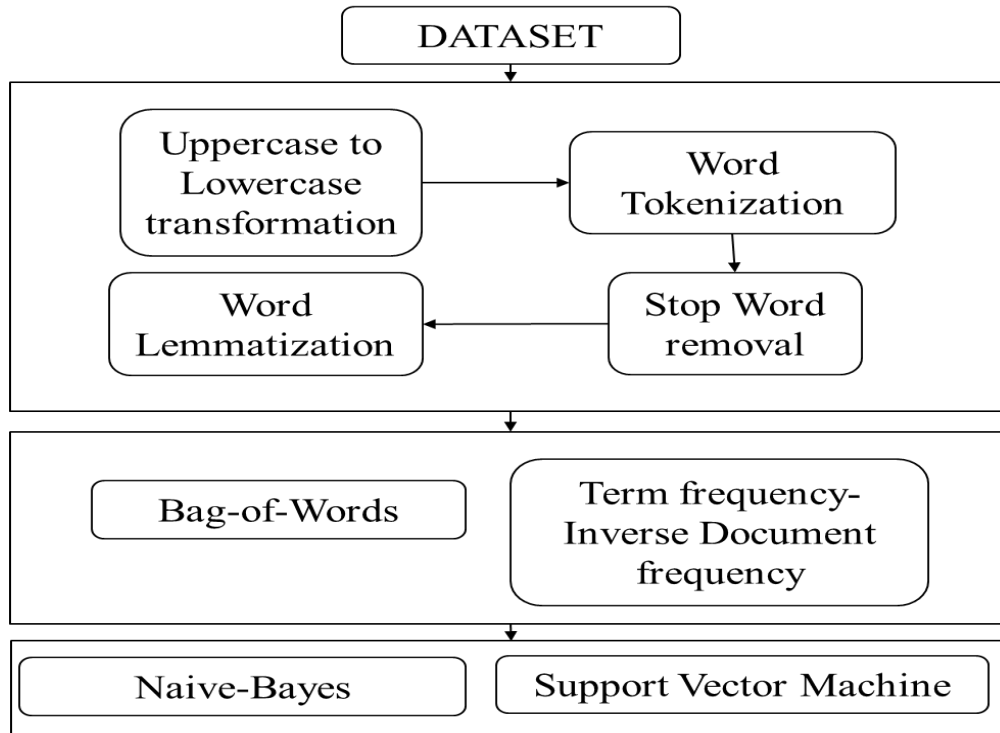 DATASET
Uppercase to
Lowercase
transformation
Word
Tokenization
Word
Lemmatization
Stop Word
removal
Bag-of-Words
Term frequency-
Inverse Document
frequency
Naive-Bayes
Support Vector Machine